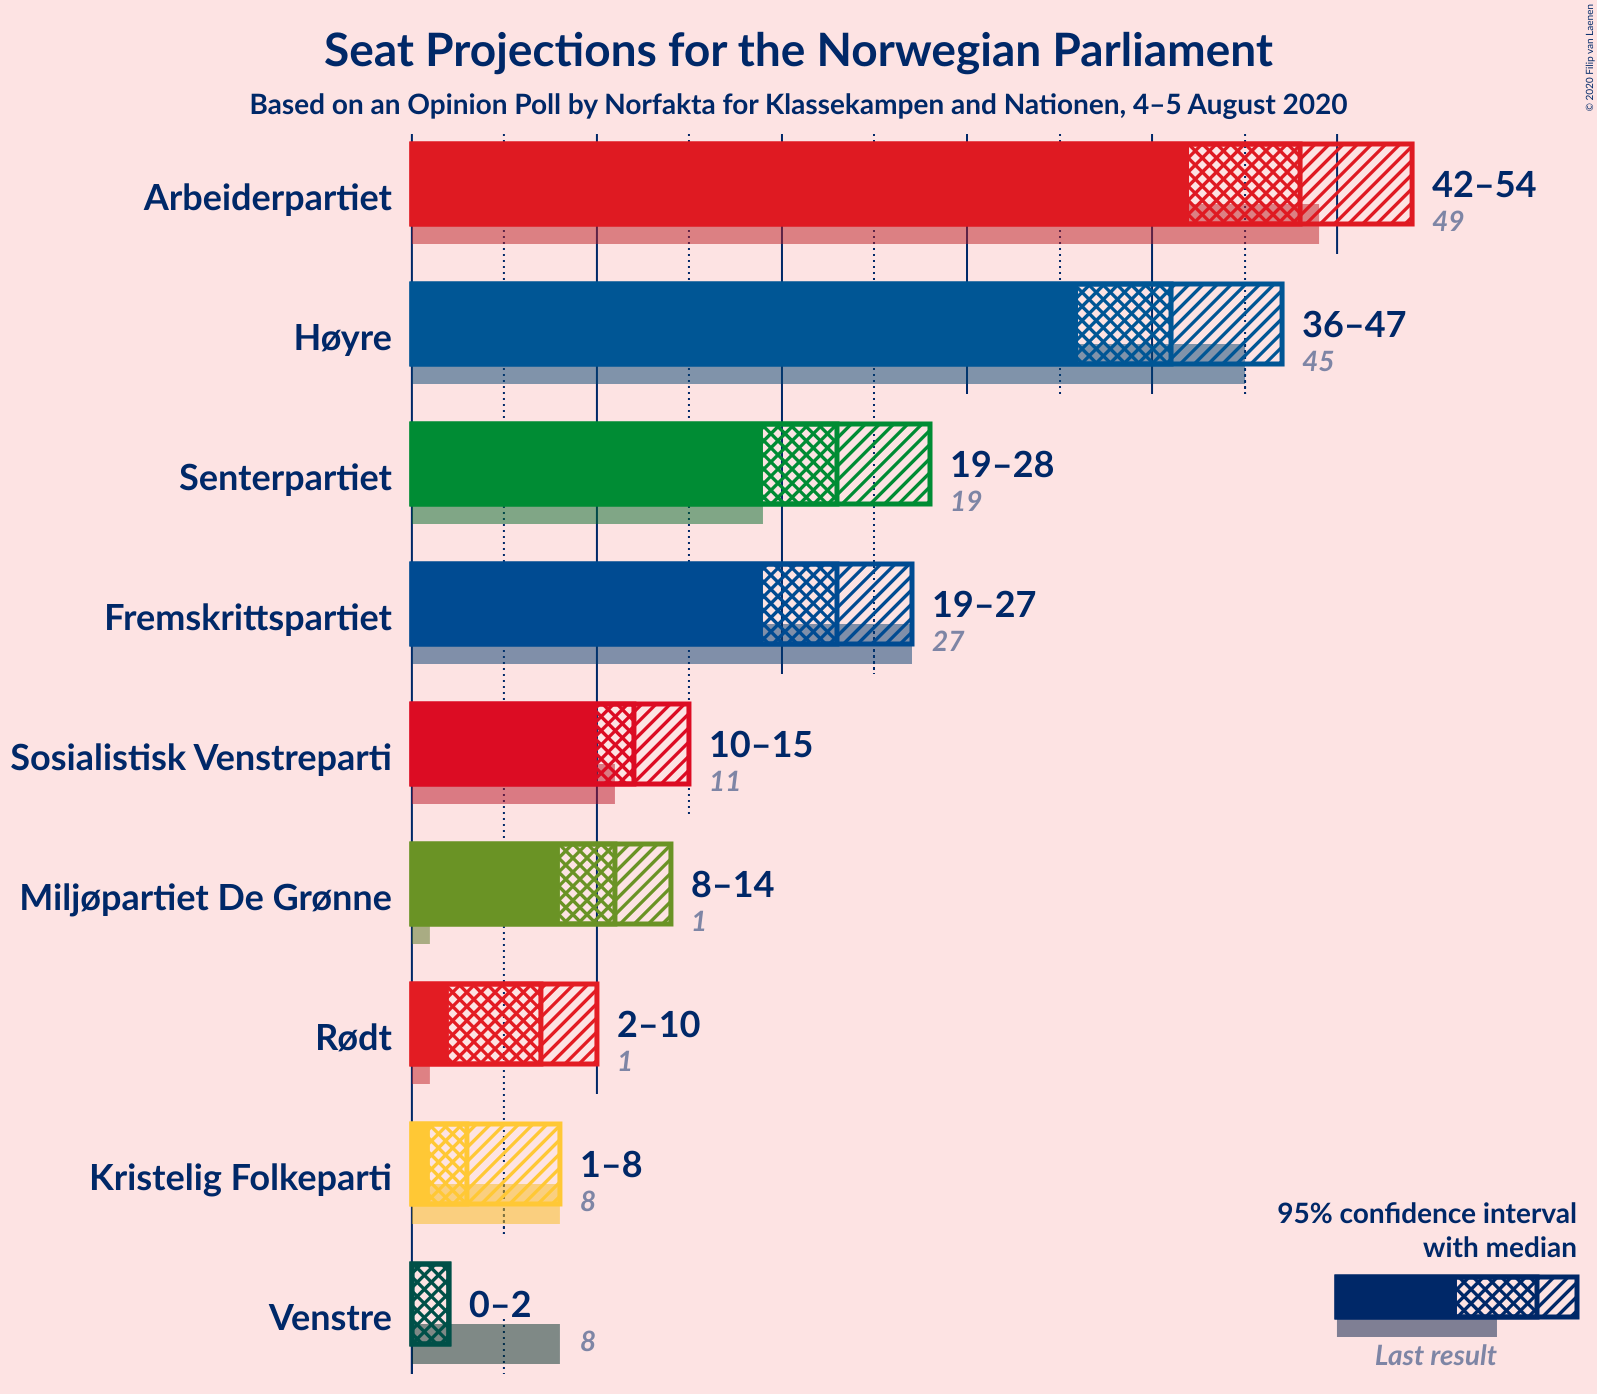 Seat Projections for the Norwegian Parliament
Based on an Opinion Poll by Norfakta for Klassekampen and Nationen, 4–5 August 2020
© 2020 Filip van Laenen
Arbeiderpartiet
42–54
49
Høyre
36–47
45
Senterpartiet
19–28
19
Fremskrittspartiet
19–27
27
Sosialistisk Venstreparti
10–15
11
Miljøpartiet De Grønne
8–14
1
Rødt
2–10
1
Kristelig Folkeparti
1–8
8
Venstre
0–2
8
95% confidence interval
with median
Last result